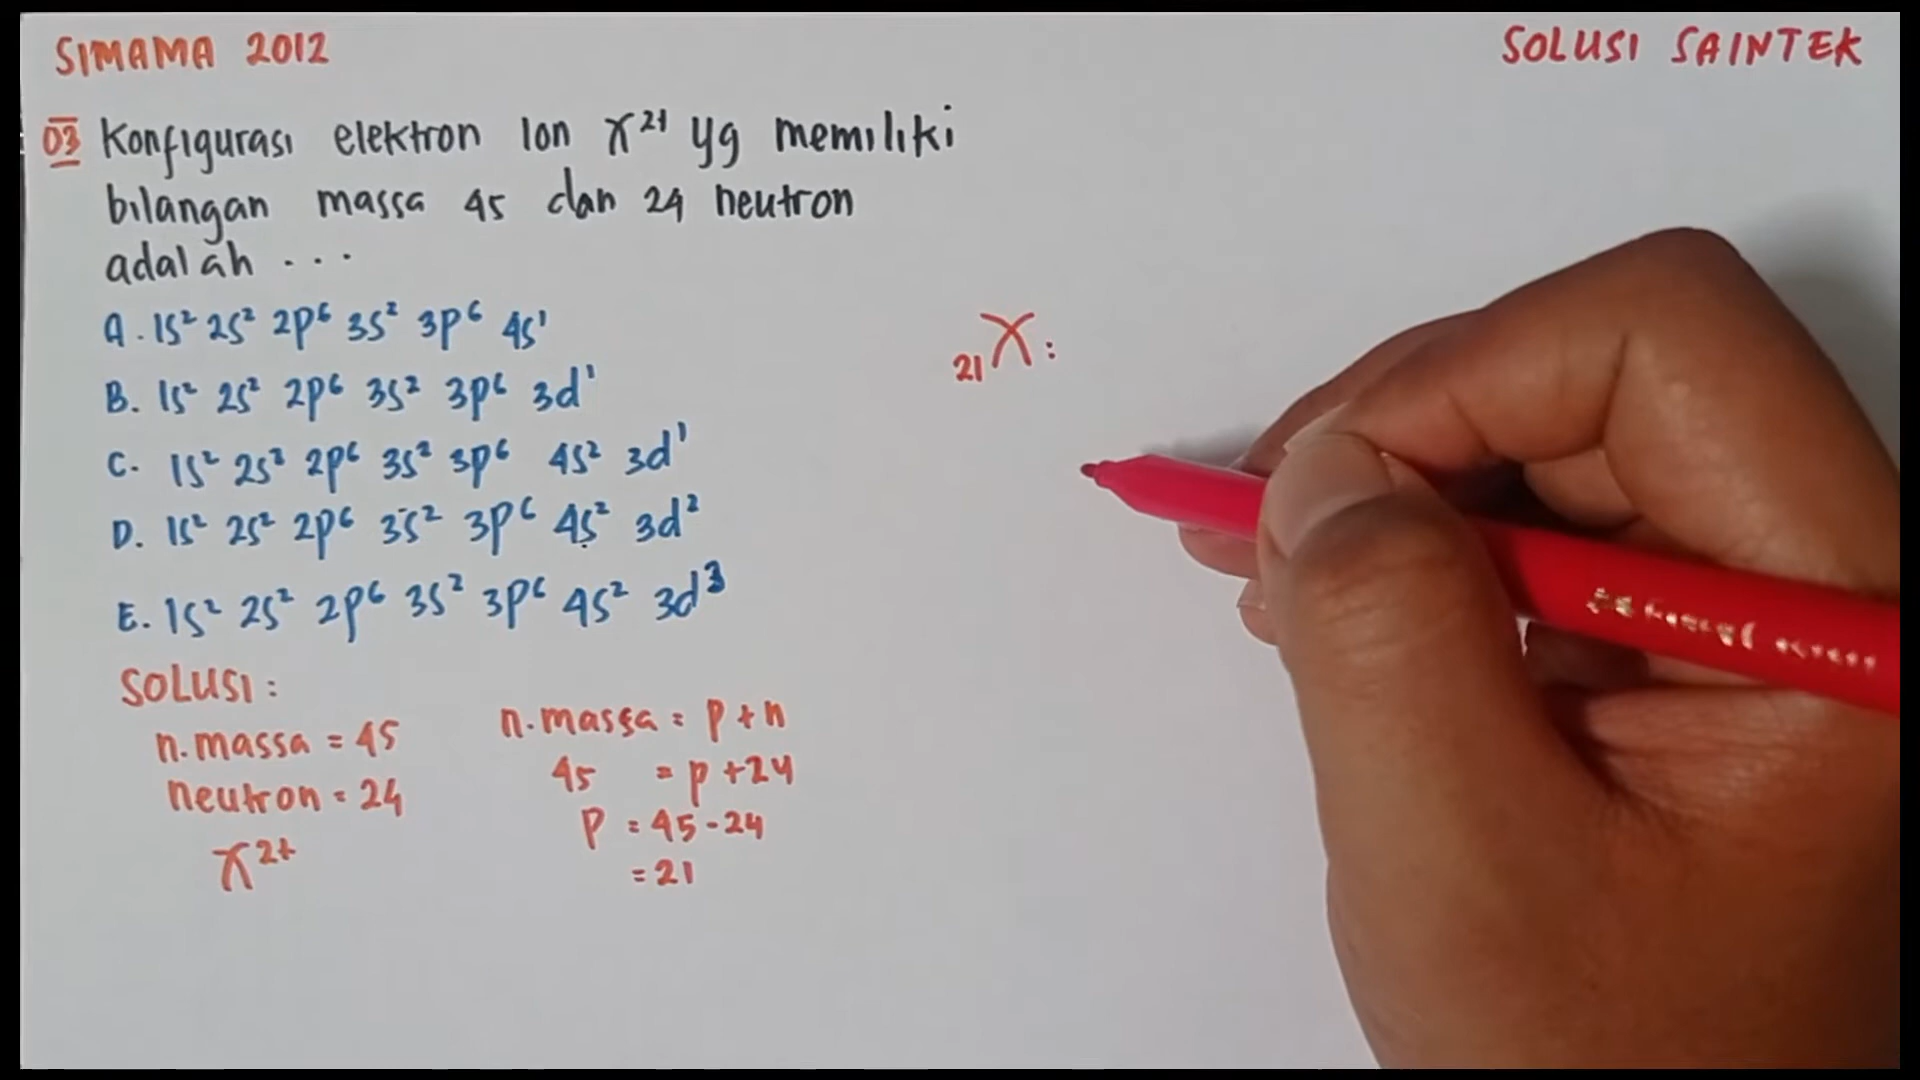 SIMAMA 2012
SOLUSI SAINTEK
03 Konfigurasi elektron Ion X²⁺ yg memiliki
bilangan massa 45 dan 24 neutron
adalah ...
A. 1s² 2s² 2p⁶ 3s² 3p⁶ 4s¹
B. 1s² 2s² 2p⁶ 3s² 3p⁶ 3d¹
C. 1s² 2s² 2p⁶ 3s² 3p⁶ 4s² 3d¹
D. 1s² 2s² 2p⁶ 3s² 3p⁶ 4s² 3d²
E. 1s² 2s² 2p⁶ 3s² 3p⁶ 4s² 3d³
₂₁X:
SOLUSI:
n.massa = 45
neutron = 24
X²⁺
n.massa = p + n
45 = p + 24
p = 45 - 24
= 21